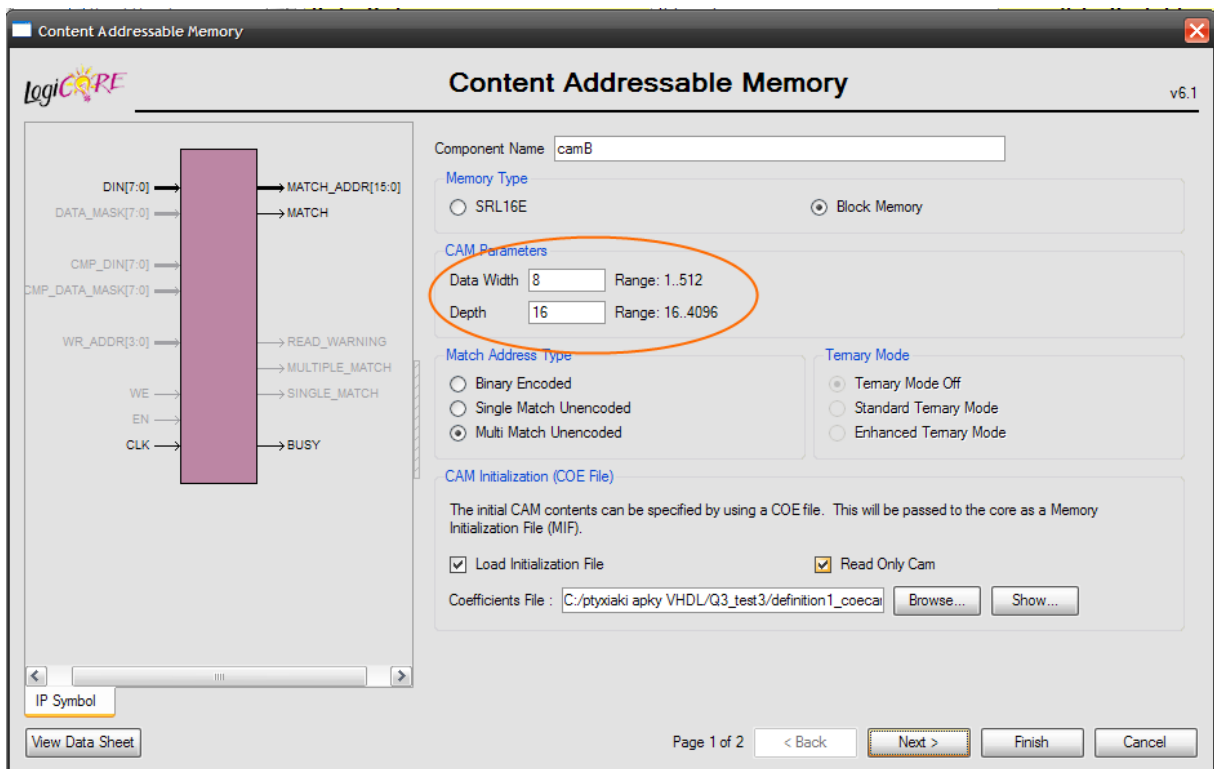 Content Addressable Memory
LogiCORE
Content Addressable Memory
v6.1
DIN[7:0]
MATCH_ADDR[15:0]
DATA_MASK[7:0]
MATCH
CMP_DIN[7:0]
CMP_DATA_MASK[7:0]
WR_ADDR[3:0]
READ_WARNING
MULTIPLE_MATCH
WE
SINGLE_MATCH
EN
CLK
BUSY
IP Symbol
View Data Sheet
Component Name camB
Memory Type
SRL16E Block Memory
CAM Parameters
Data Width 8 Range: 1..512
Depth 16 Range: 16..4096
Match Address Type
Binary Encoded
Single Match Unencoded
Multi Match Unencoded
Ternary Mode
Ternary Mode Off
Standard Ternary Mode
Enhanced Ternary Mode
CAM Initialization (COE File)
The initial CAM contents can be specified by using a COE file. This will be passed to the core as a Memory
Initialization File (MIF).
Load Initialization File Read Only Cam
Coefficients File : C:/ptyxiaki apky VHDL/Q3_test3/definition1_coecar Browse... Show...
Page 1 of 2 < Back Next > Finish Cancel